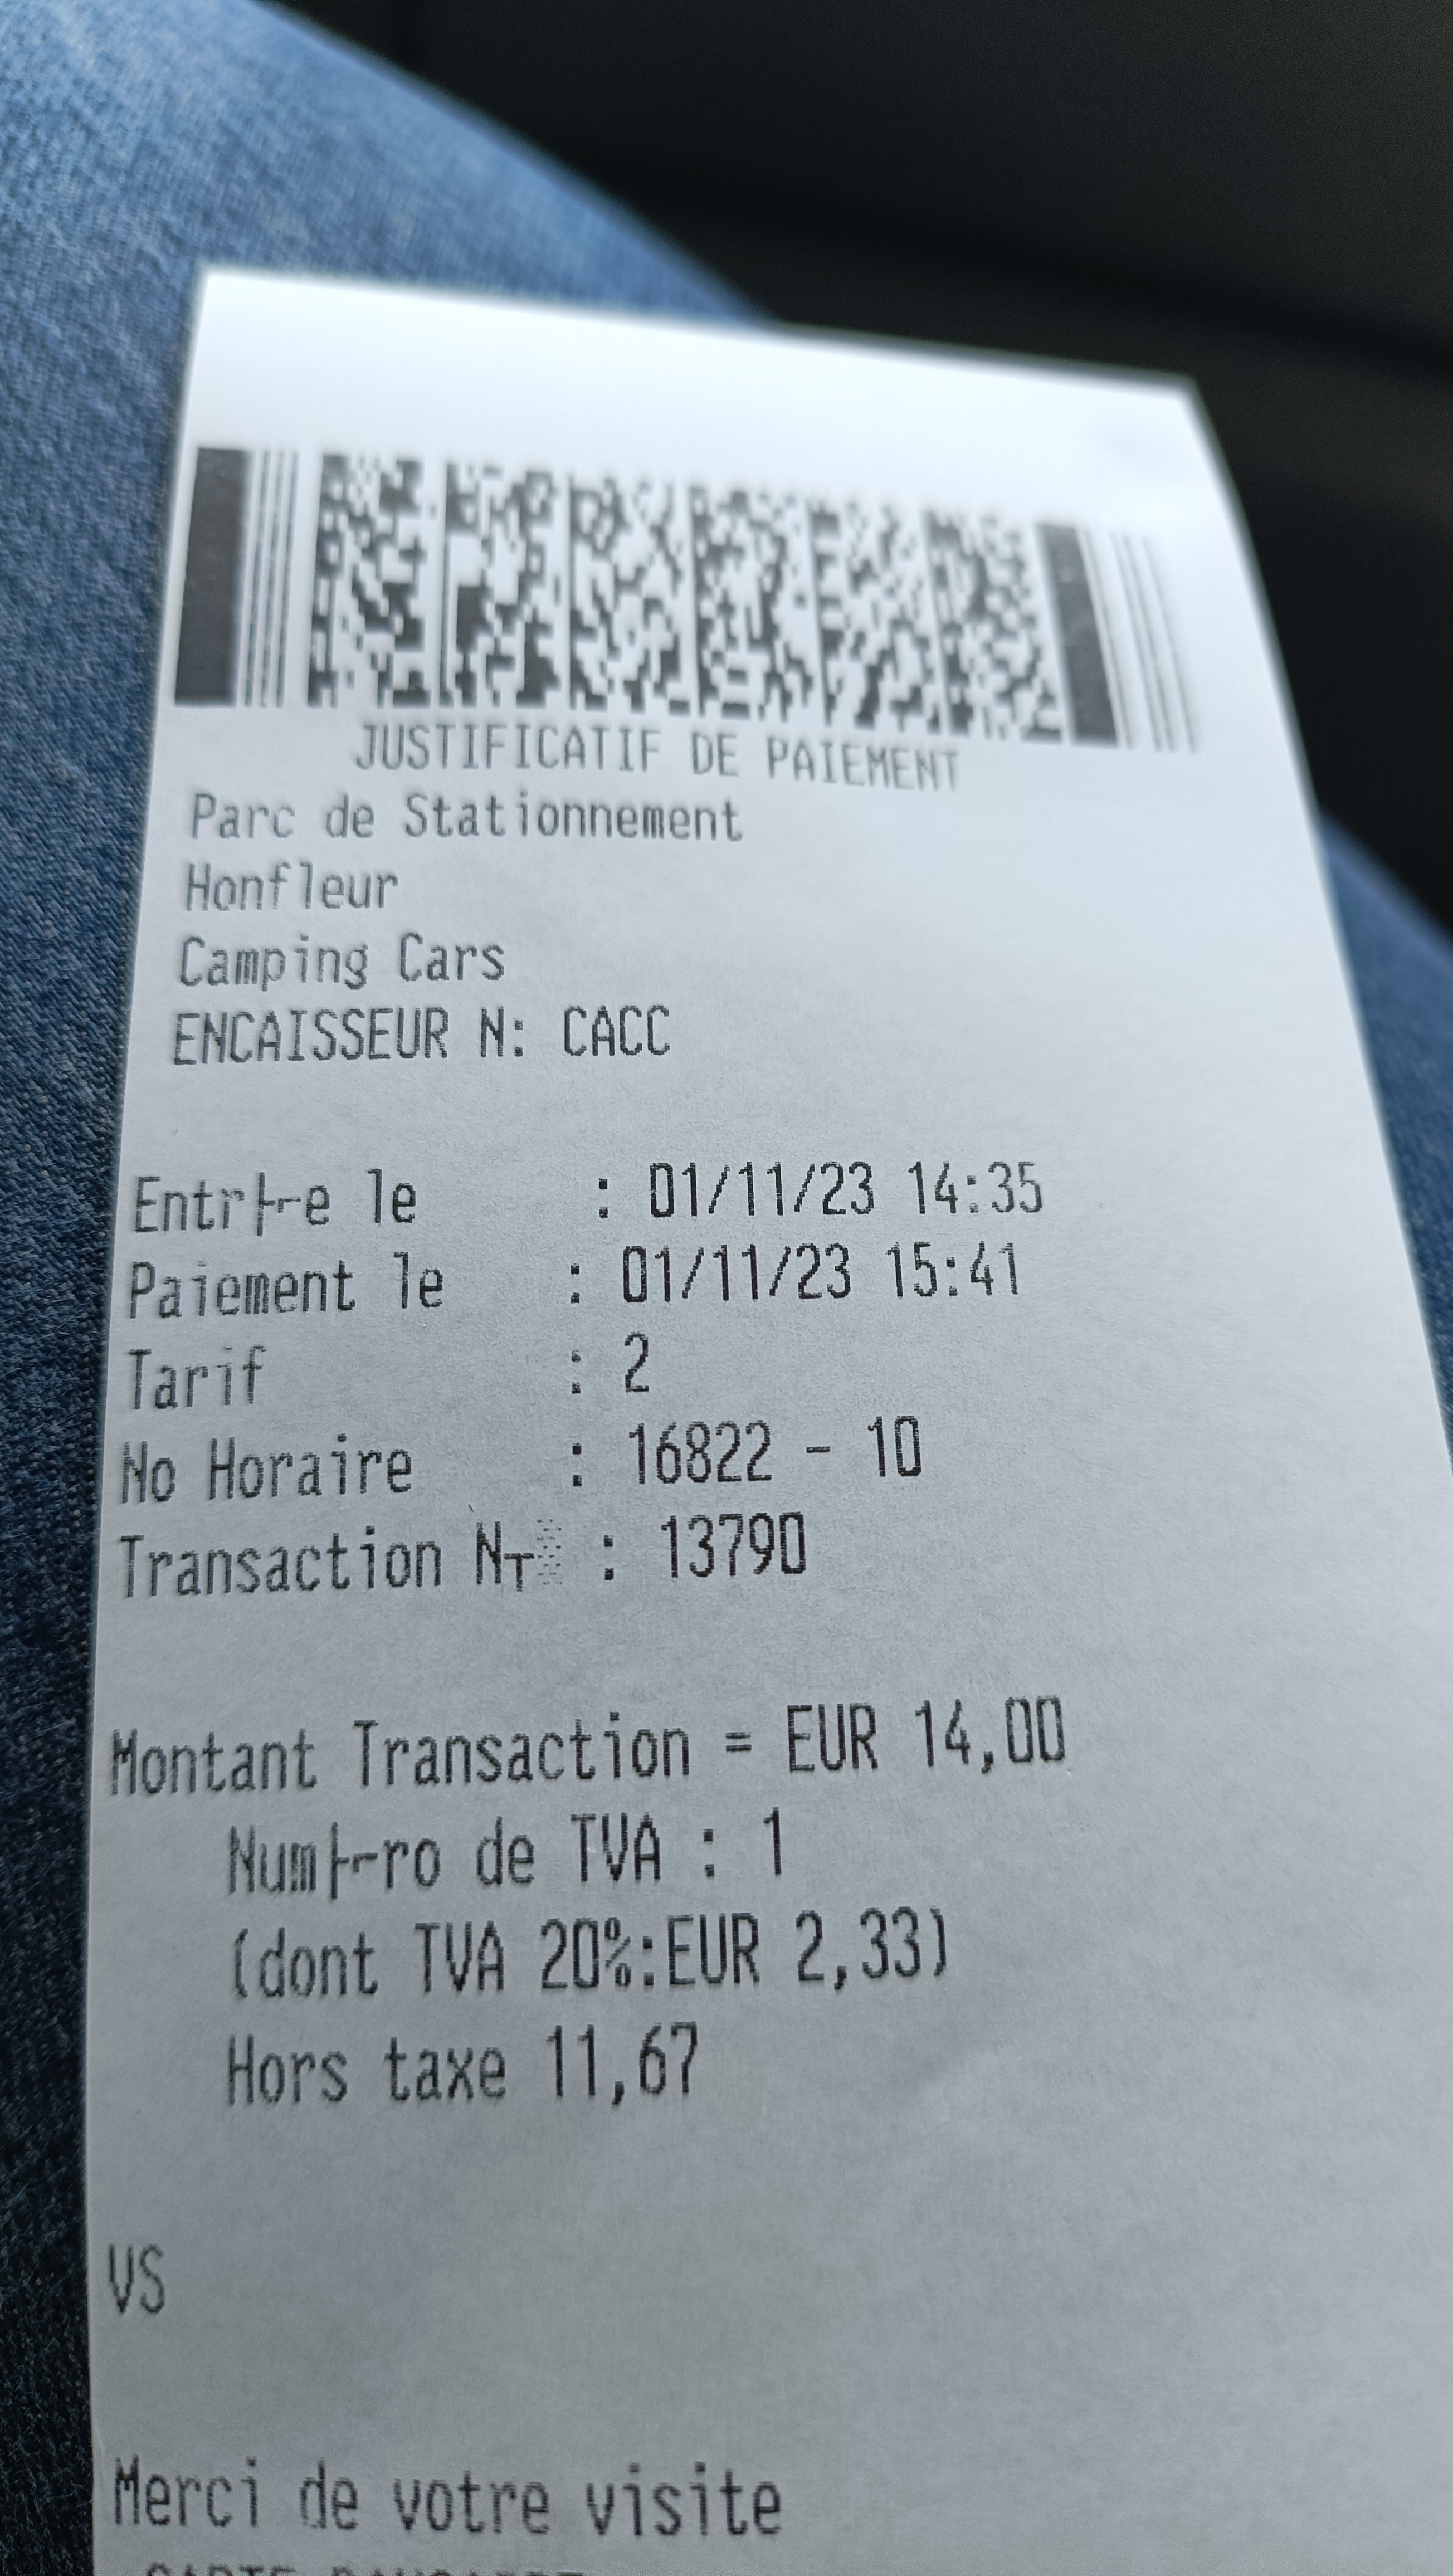 JUSTIFICATIF DE PAIEMENT
Parc de Stationnement
Honfleur
Camping Cars
ENCAISSEUR N: CACC
Entr├─e le : 01/11/23 14:35
Paiement le : 01/11/23 15:41
Tarif : 2
No Horaire : 16822 - 10
Transaction N┬░ : 13790
Montant Transaction = EUR 14,00
Num├─ro de TVA : 1
(dont TVA 20%:EUR 2,33)
Hors taxe 11,67
VS
Merci de votre visite